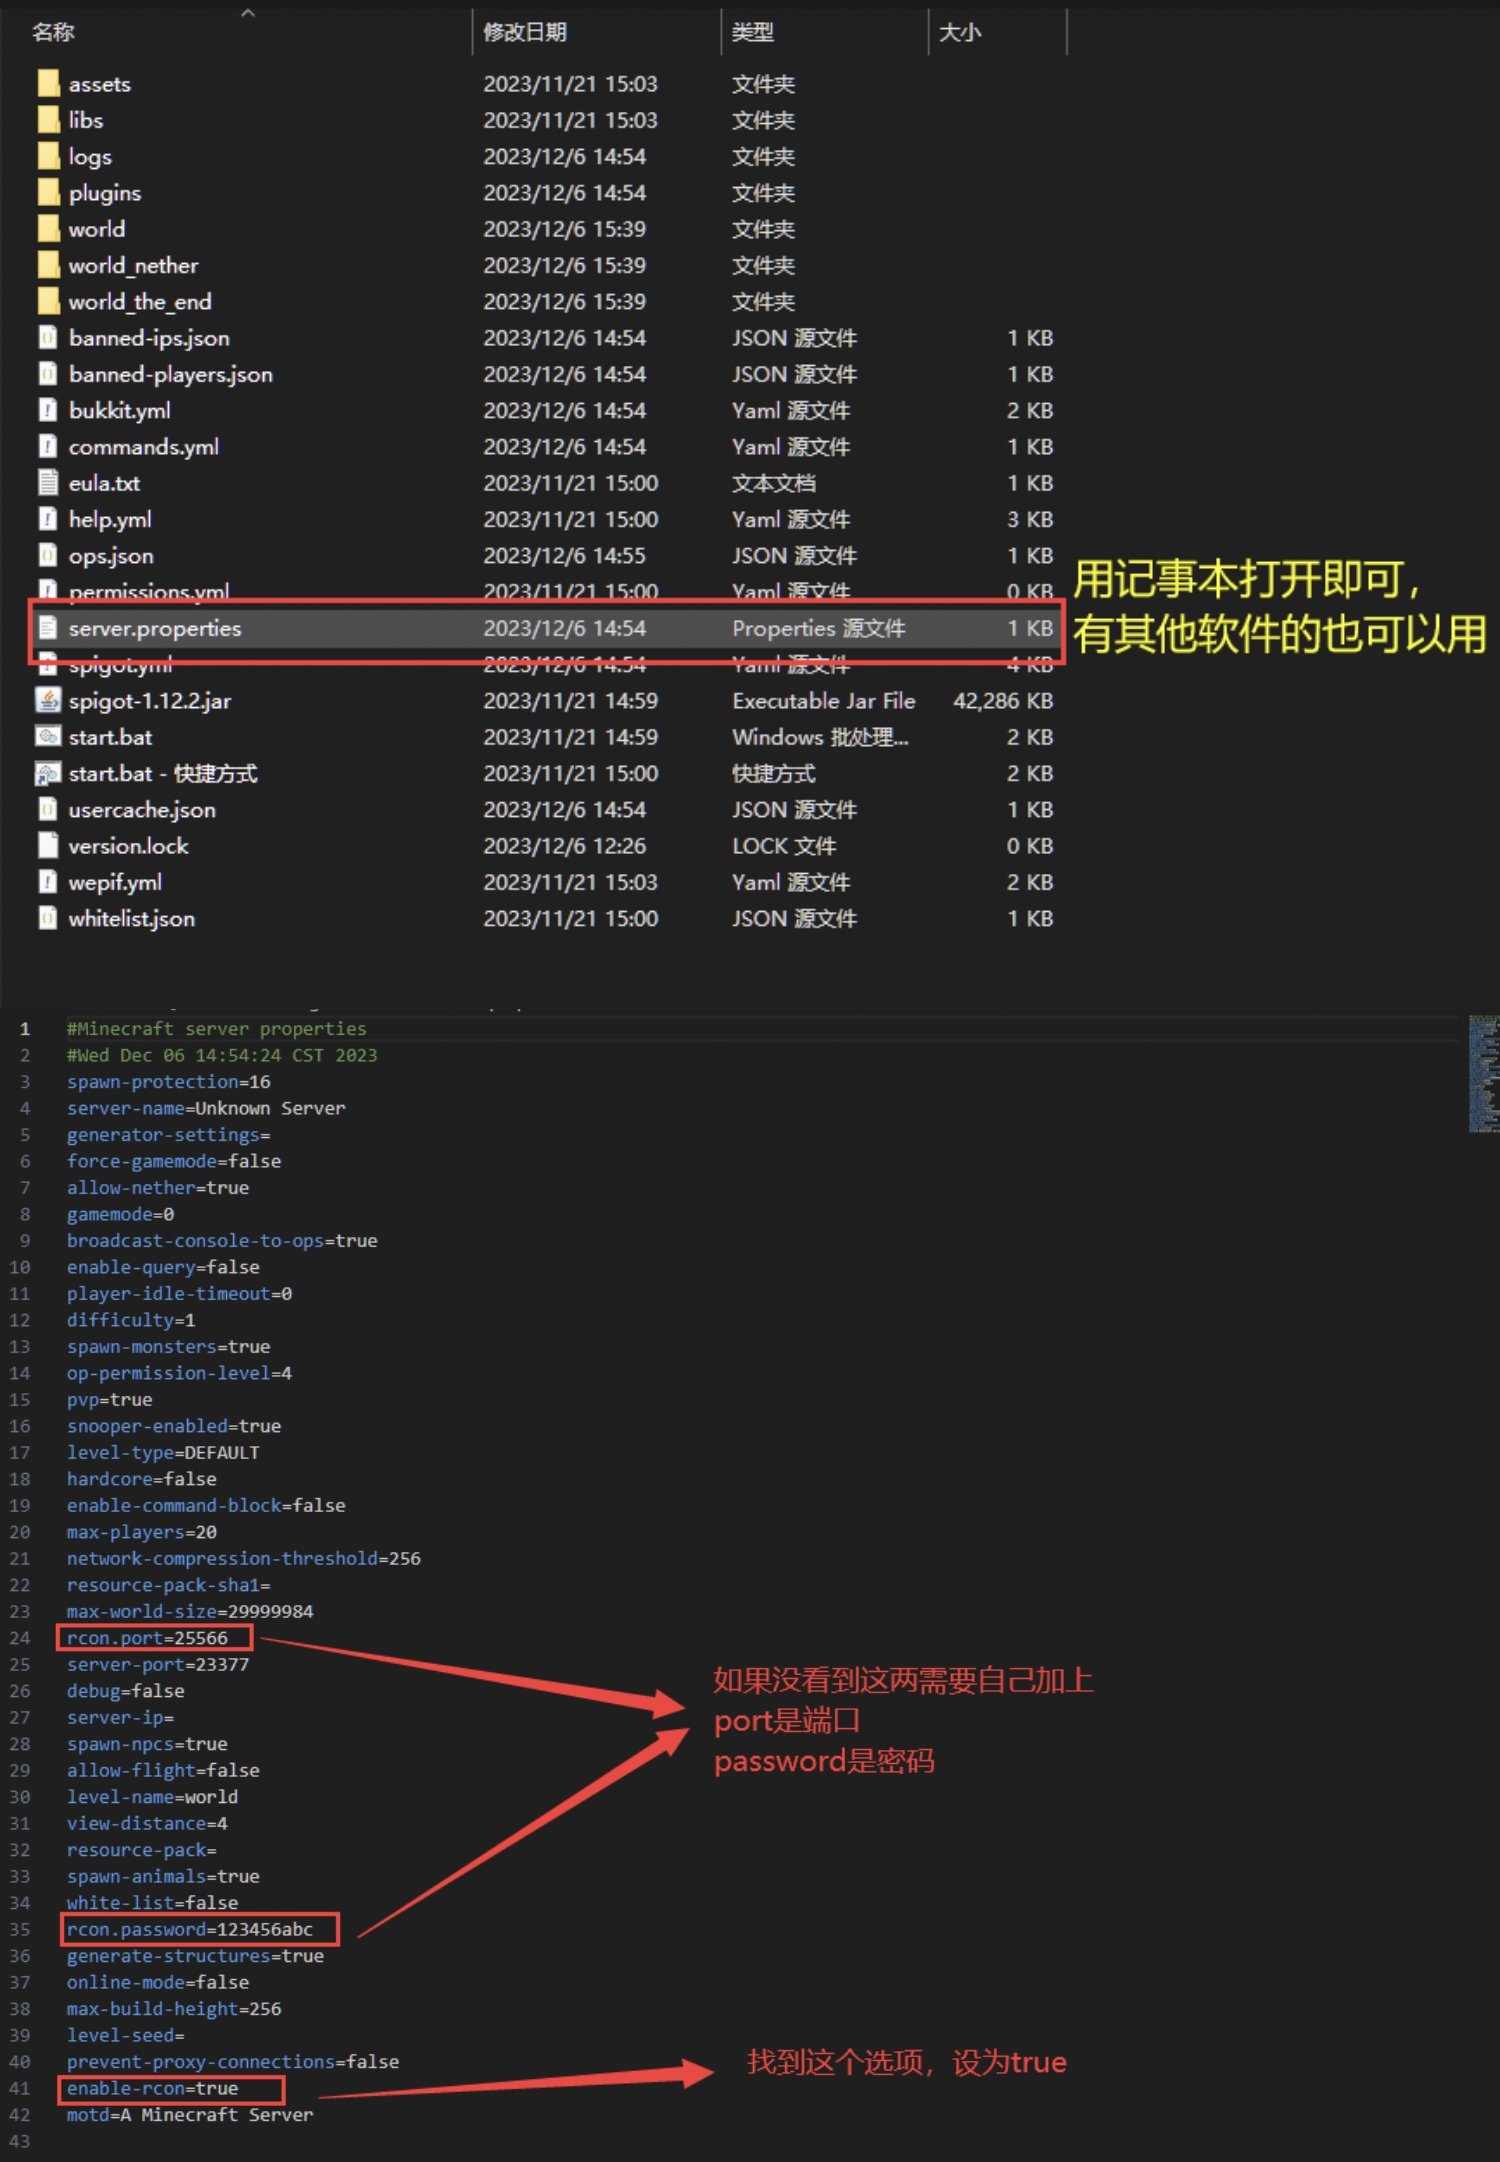 名称 修改日期 类型 大小
assets 2023/11/21 15:03 文件夹
libs 2023/11/21 15:03 文件夹
logs 2023/12/6 14:54 文件夹
plugins 2023/12/6 14:54 文件夹
world 2023/12/6 15:39 文件夹
world_nether 2023/12/6 15:39 文件夹
world_the_end 2023/12/6 15:39 文件夹
banned-ips.json 2023/12/6 14:54 JSON 源文件 1 KB
banned-players.json 2023/12/6 14:54 JSON 源文件 1 KB
bukkit.yml 2023/12/6 14:54 Yaml 源文件 2 KB
commands.yml 2023/12/6 14:54 Yaml 源文件 1 KB
eula.txt 2023/11/21 15:00 文本文档 1 KB
help.yml 2023/11/21 15:00 Yaml 源文件 3 KB
ops.json 2023/12/6 14:55 JSON 源文件 1 KB
permissions.yml 2023/11/21 15:00 Yaml 源文件 0 KB
server.properties 2023/12/6 14:54 Properties 源文件 1 KB
spigot.yml 2023/12/6 14:54 Yaml 源文件 4 KB
spigot-1.12.2.jar 2023/11/21 14:59 Executable Jar File 42,286 KB
start.bat 2023/11/21 14:59 Windows 批处理... 2 KB
start.bat - 快捷方式 2023/11/21 15:00 快捷方式 2 KB
usercache.json 2023/12/6 14:54 JSON 源文件 1 KB
version.lock 2023/12/6 12:26 LOCK 文件 0 KB
wepif.yml 2023/11/21 15:03 Yaml 源文件 2 KB
whitelist.json 2023/11/21 15:00 JSON 源文件 1 KB
用记事本打开即可，
有其他软件的也可以用
1 #Minecraft server properties
2 #Wed Dec 06 14:54:24 CST 2023
3 spawn-protection=16
4 server-name=Unknown Server
5 generator-settings=
6 force-gamemode=false
7 allow-nether=true
8 gamemode=0
9 broadcast-console-to-ops=true
10 enable-query=false
11 player-idle-timeout=0
12 difficulty=1
13 spawn-monsters=true
14 op-permission-level=4
15 pvp=true
16 snooper-enabled=true
17 level-type=DEFAULT
18 hardcore=false
19 enable-command-block=false
20 max-players=20
21 network-compression-threshold=256
22 resource-pack-sha1=
23 max-world-size=29999984
24 rcon.port=25566
25 server-port=23377
26 debug=false
27 server-ip=
28 spawn-npcs=true
29 allow-flight=false
30 level-name=world
31 view-distance=4
32 resource-pack=
33 spawn-animals=true
34 white-list=false
35 rcon.password=123456abc
36 generate-structures=true
37 online-mode=false
38 max-build-height=256
39 level-seed=
40 prevent-proxy-connections=false
41 enable-rcon=true
42 motd=A Minecraft Server
43
如果没看到这两需要自己加上
port是端口
password是密码
找到这个选项，设为true